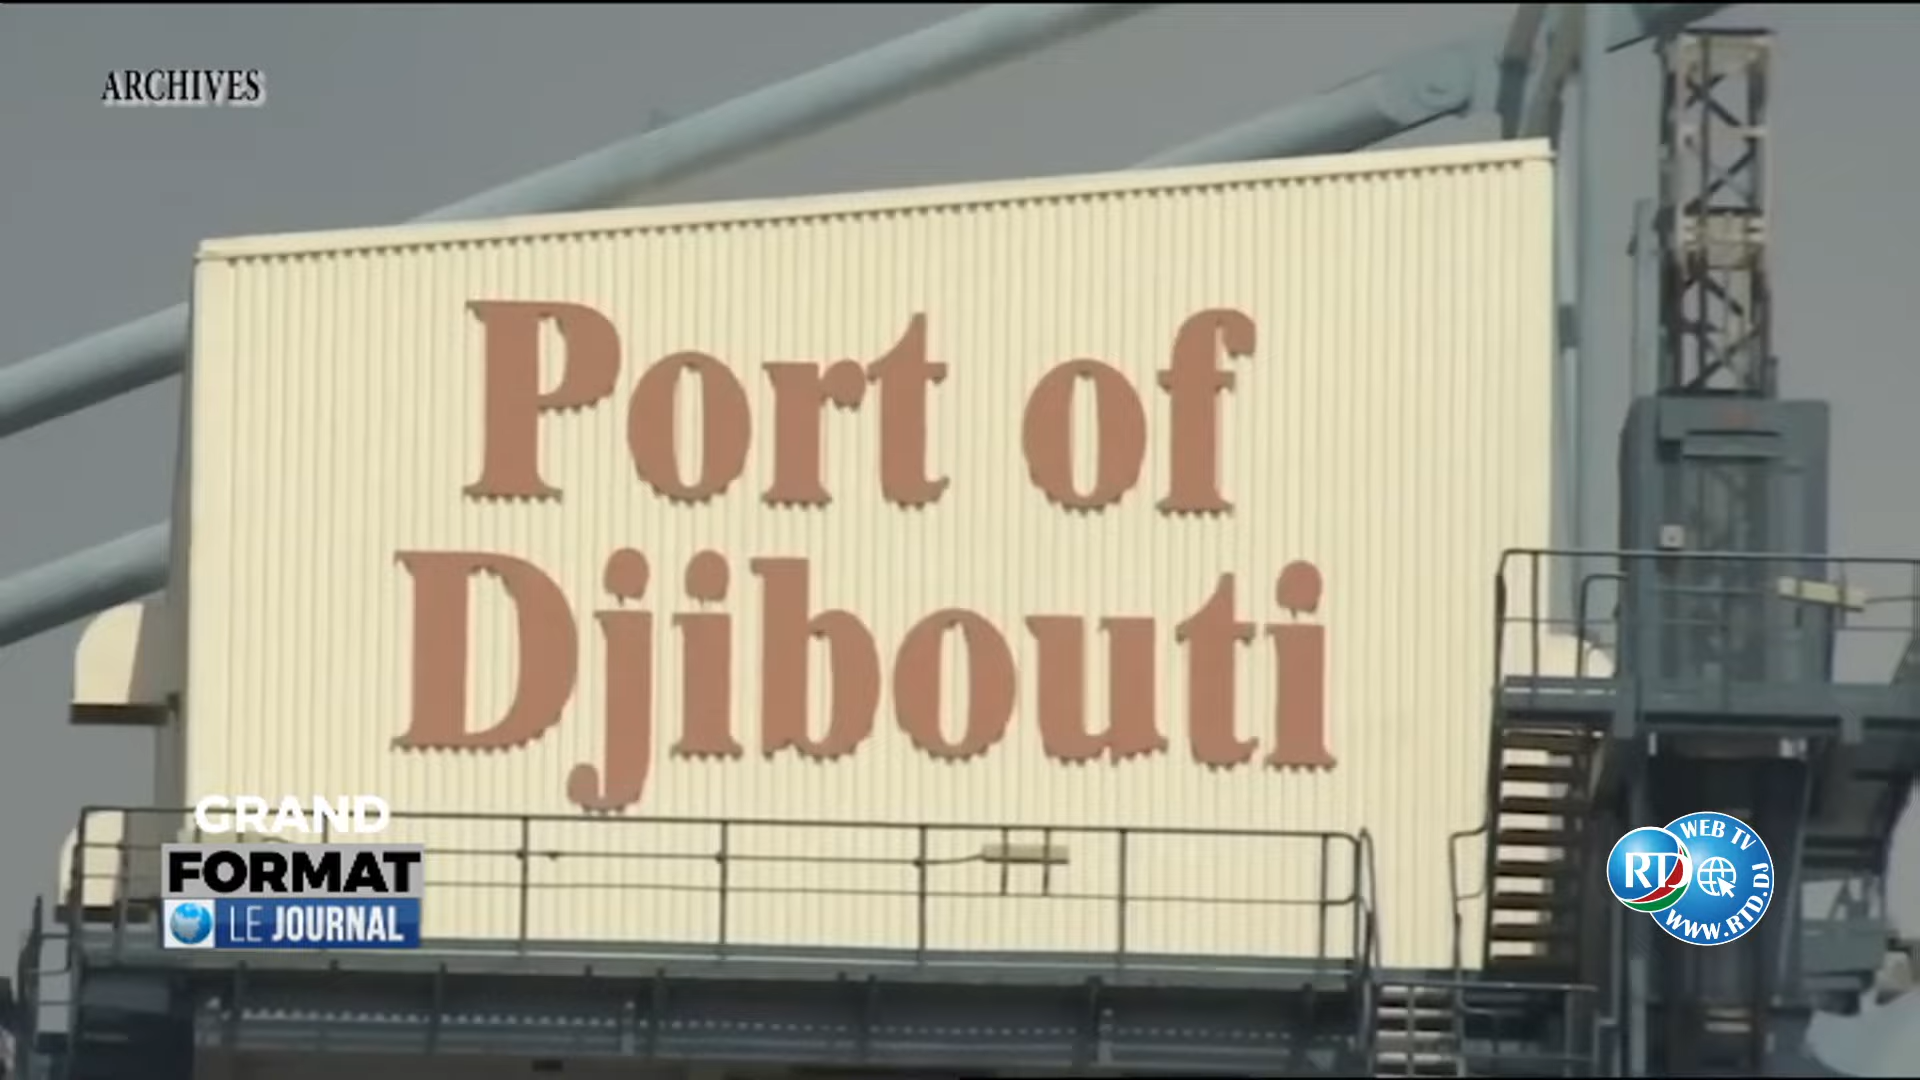 ARCHIVES
Port of
Djibouti
GRAND
FORMAT
LE JOURNAL
RTD
WEB TV
WWW.RTD.DJ